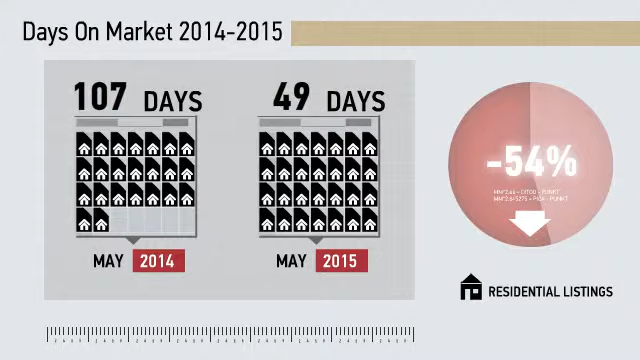 Days On Market 2014-2015
107 DAYS
49 DAYS
-54%
MAY 2014
MAY 2015
RESIDENTIAL LISTINGS